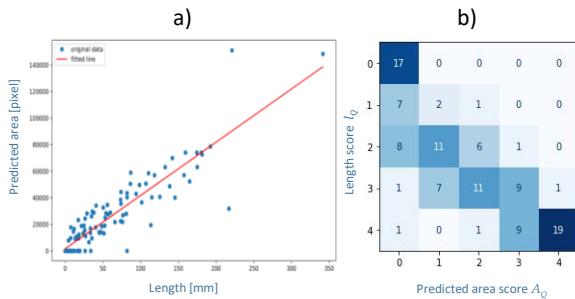 a)
original data
fitted line
Predicted area [pixel]
140000
120000
100000
80000
60000
40000
20000
0
0 50 100 150 200 250 300 350
Length [mm]
b)
Length score l_Q
0 17 0 0 0 0
1 7 2 1 0 0
2 8 11 6 1 0
3 1 7 11 9 1
4 1 0 1 9 19
0 1 2 3 4
Predicted area score A_Q